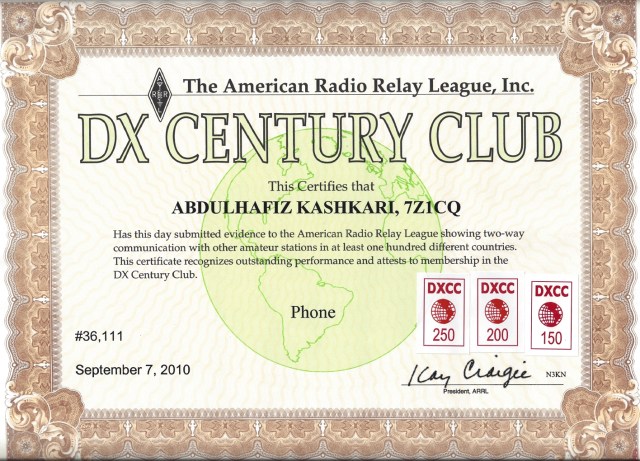 The American Radio Relay League, Inc.
DX CENTURY CLUB
This Certifies that
ABDULHAFIZ KASHKARI, 7Z1CQ
Has this day submitted evidence to the American Radio Relay League showing two-way
communication with other amateur stations in at least one hundred different countries.
This certificate recognizes outstanding performance and attests to membership in the
DX Century Club.
Phone
DXCC DXCC DXCC
250 200 150
#36,111
September 7, 2010
Kay Craigie N3KN
President, ARRL